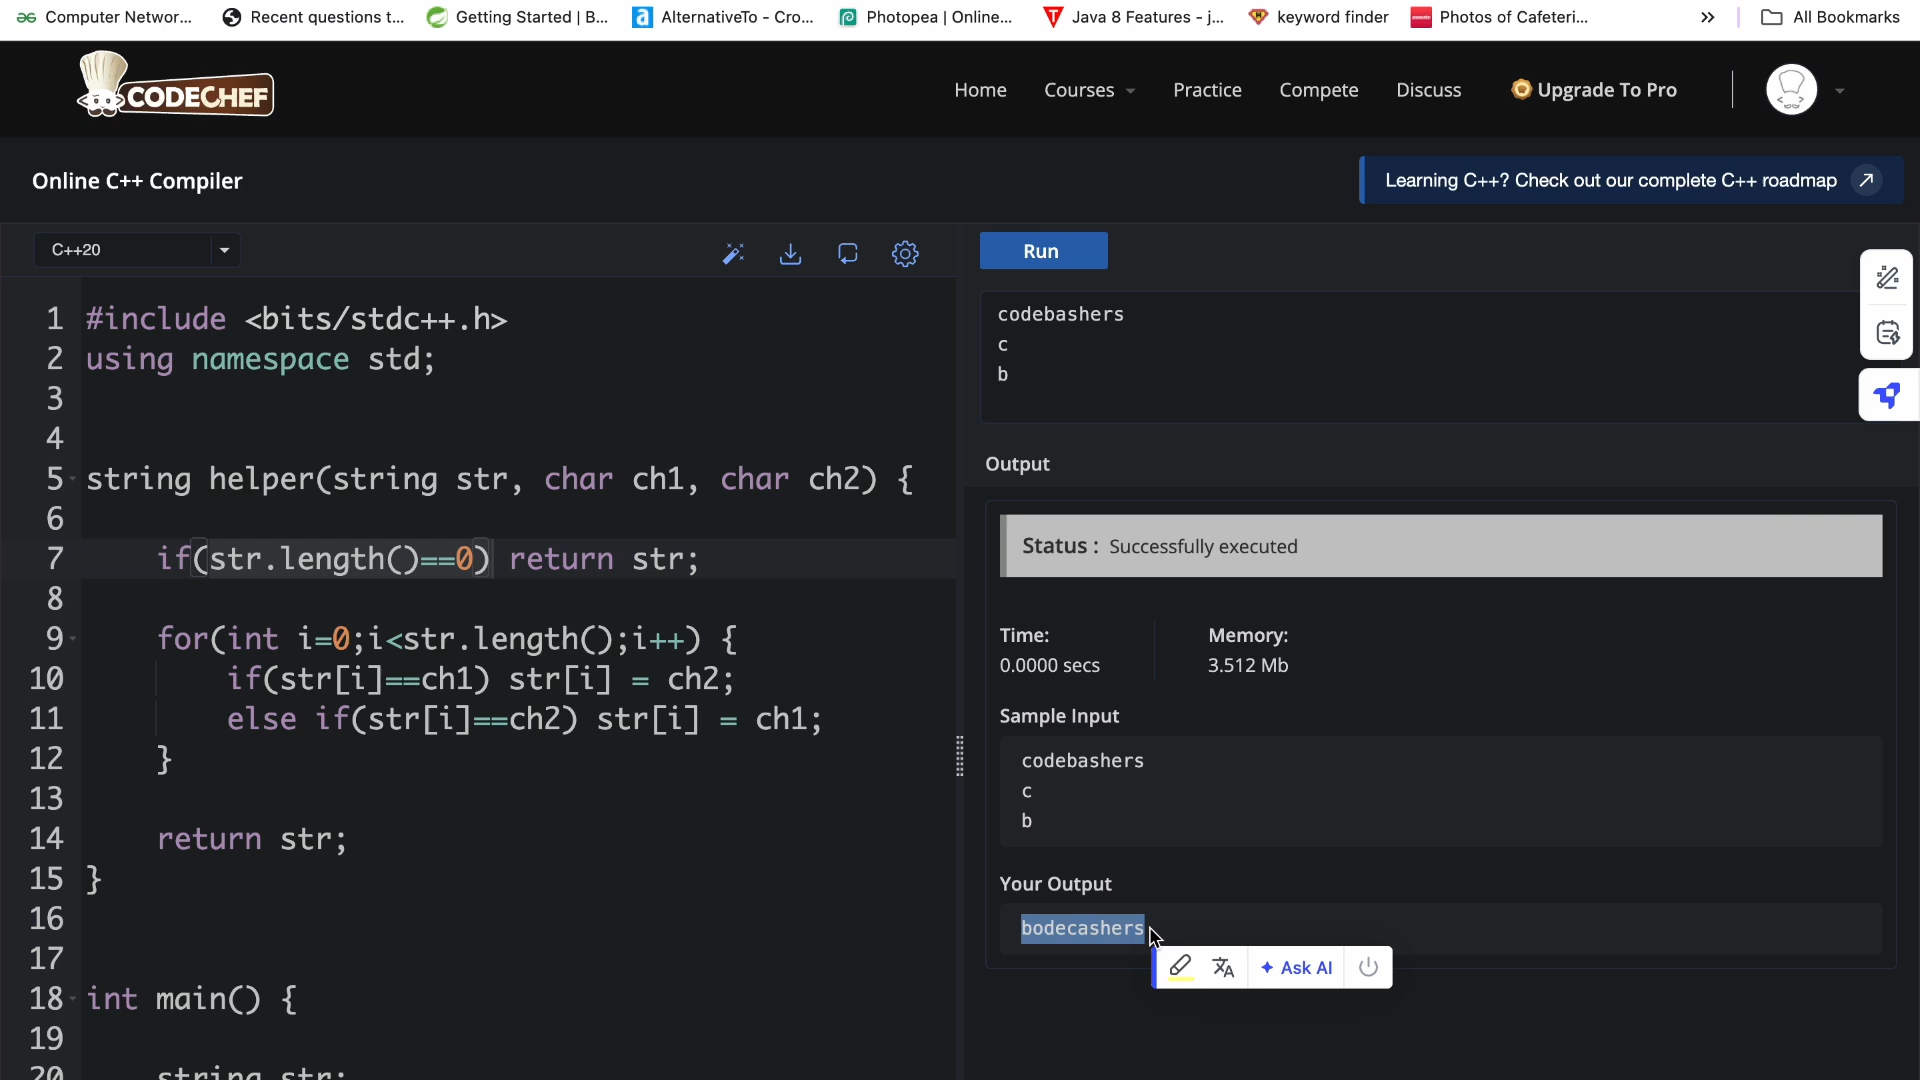 Computer Networ... Recent questions t... Getting Started | B... AlternativeTo - Cro... Photopea | Online... Java 8 Features - j... keyword finder Photos of Cafeteri... » All Bookmarks
CODECHEF Home Courses Practice Compete Discuss Upgrade To Pro
Online C++ Compiler
Learning C++? Check out our complete C++ roadmap
C++20
Run
1 #include <bits/stdc++.h>
2 using namespace std;
3
4
5 string helper(string str, char ch1, char ch2) {
6
7 if(str.length()==0) return str;
8
9 for(int i=0;i<str.length();i++) {
10 if(str[i]==ch1) str[i] = ch2;
11 else if(str[i]==ch2) str[i] = ch1;
12 }
13
14 return str;
15 }
16
17
18 int main() {
19
20 string str;
codebashers
c
b
Output
Status : Successfully executed
Time: Memory:
0.0000 secs 3.512 Mb
Sample Input
codebashers
c
b
Your Output
bodecashers
Ask AI